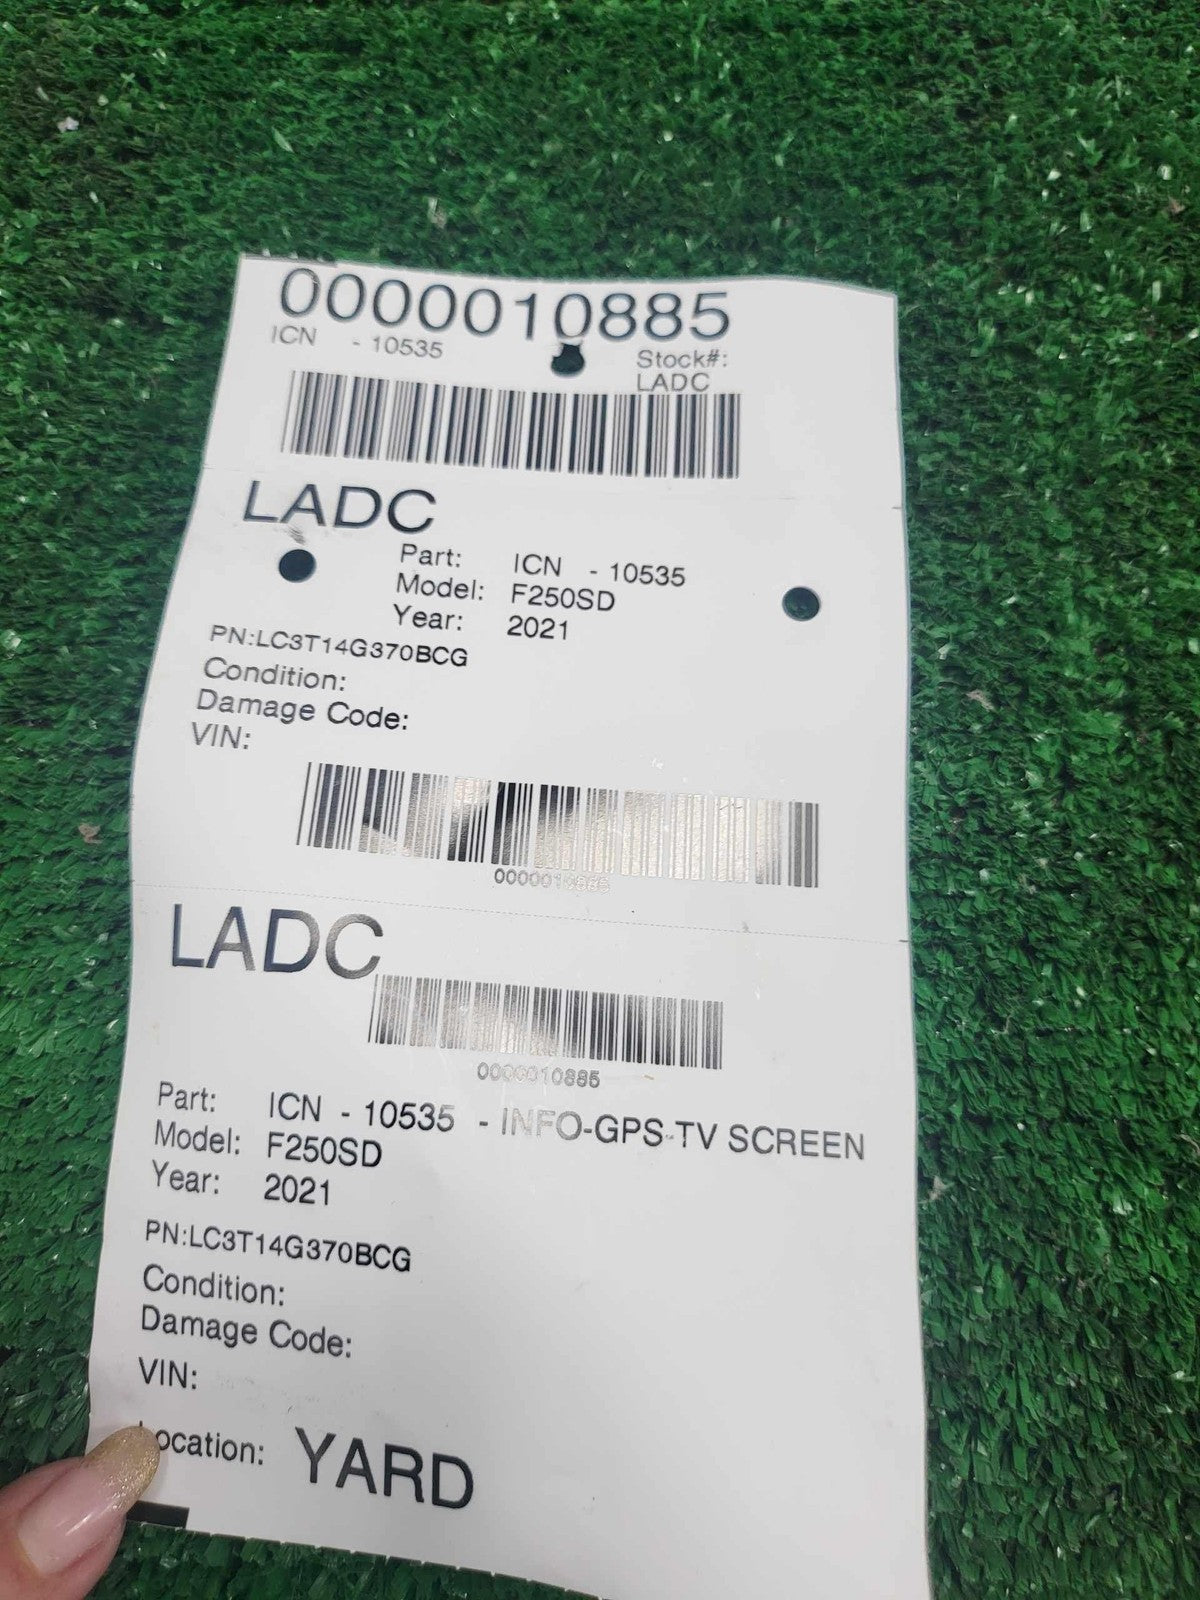 0000010885
ICN - 10535
Stock#:
LADC
LADC
Part: ICN - 10535
Model: F250SD
Year: 2021
PN:LC3T14G370BCG
Condition:
Damage Code:
VIN:
0000010885
LADC
0000010885
Part: ICN - 10535 - INFO-GPS-TV SCREEN
Model: F250SD
Year: 2021
PN:LC3T14G370BCG
Condition:
Damage Code:
VIN:
Location: YARD